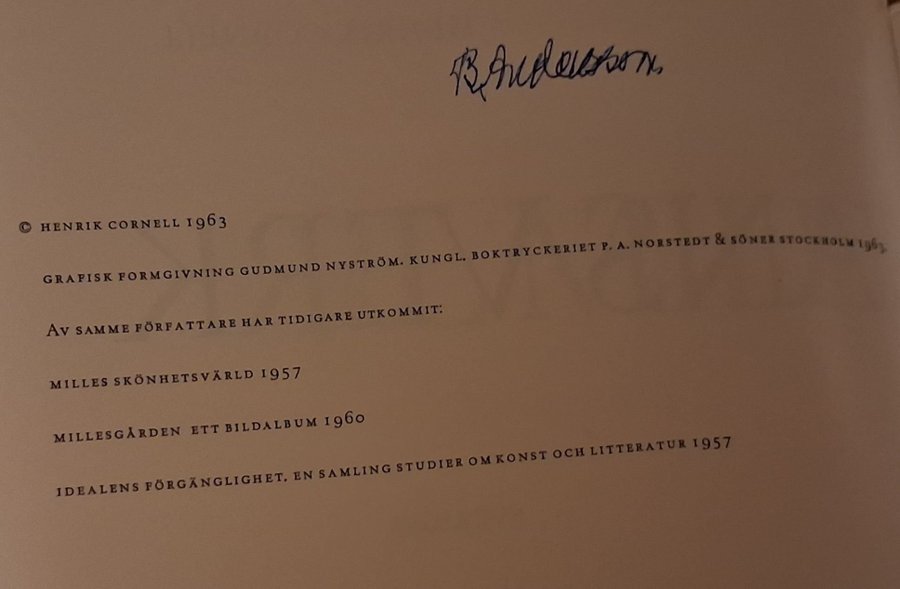 B. Andersson
© HENRIK CORNELL 1963
GRAFISK FORMGIVNING GUDMUND NYSTRÖM. KUNGL. BOKTRYCKERIET P. A. NORSTEDT & SÖNER STOCKHOLM 1963.
AV SAMME FÖRFATTARE HAR TIDIGARE UTKOMMIT:
MILLES SKÖNHETSVÄRLD 1957
MILLESGÅRDEN ETT BILDALBUM 1960
IDEALENS FÖRGÄNGLIGHET, EN SAMLING STUDIER OM KONST OCH LITTERATUR 1957